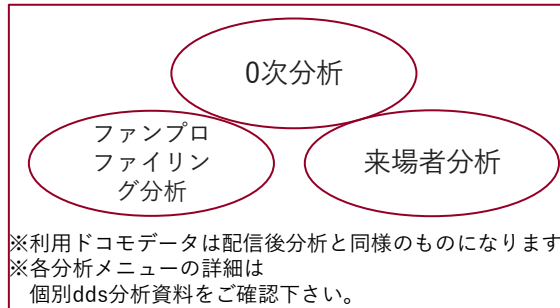 0次分析
ファンプロ
ファイリン
グ分析
来場者分析
※利用ドコモデータは配信後分析と同様のものになります
※各分析メニューの詳細は
個別dds分析資料をご確認下さい。